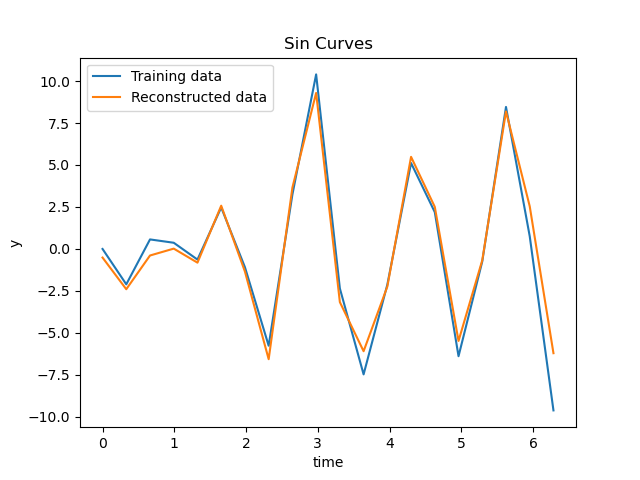 Sin Curves
Training data
Reconstructed data
10.0
7.5
5.0
2.5
0.0
−2.5
−5.0
−7.5
−10.0
y
0 1 2 3 4 5 6
time